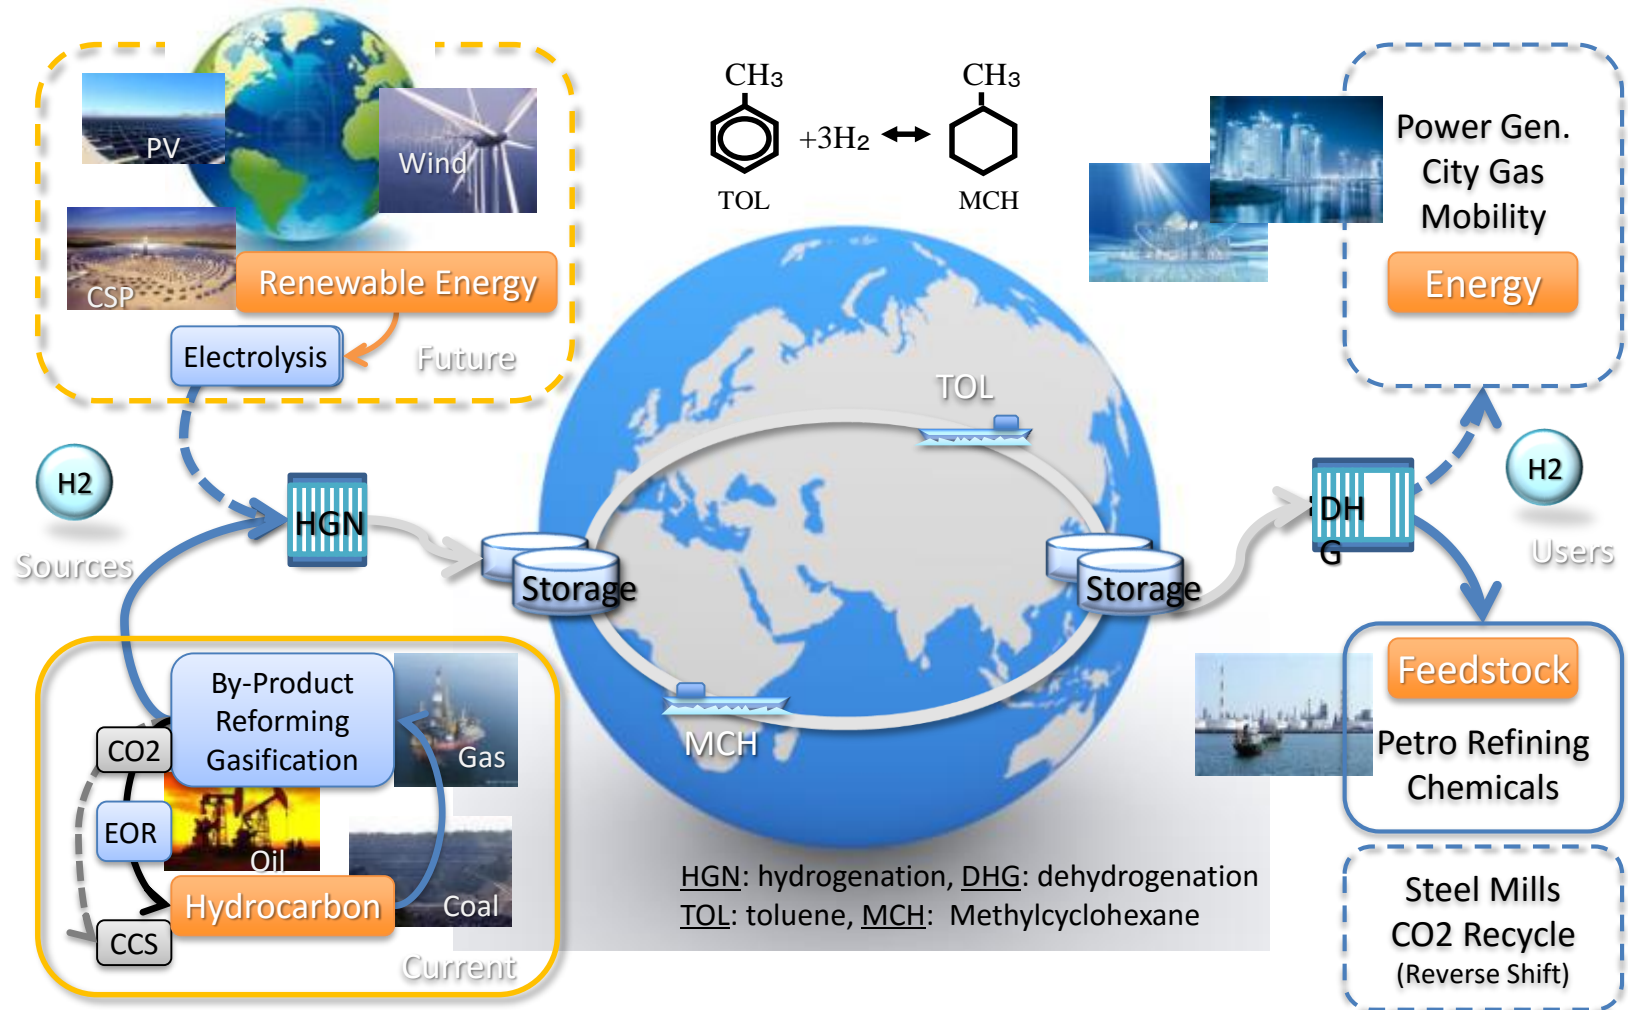 PV
Wind
CSP
Renewable Energy
Electrolysis
Future
CH3
CH3
+3H2
TOL
MCH
Power Gen.
City Gas
Mobility
Energy
H2
Sources
HGN
Storage
TOL
MCH
Storage
DH
G
H2
Users
By-Product
Reforming
Gasification
Gas
CO2
EOR
Oil
Hydrocarbon
Coal
CCS
Current
Feedstock
Petro Refining
Chemicals
HGN: hydrogenation, DHG: dehydrogenation
TOL: toluene, MCH: Methylcyclohexane
Steel Mills
CO2 Recycle
(Reverse Shift)